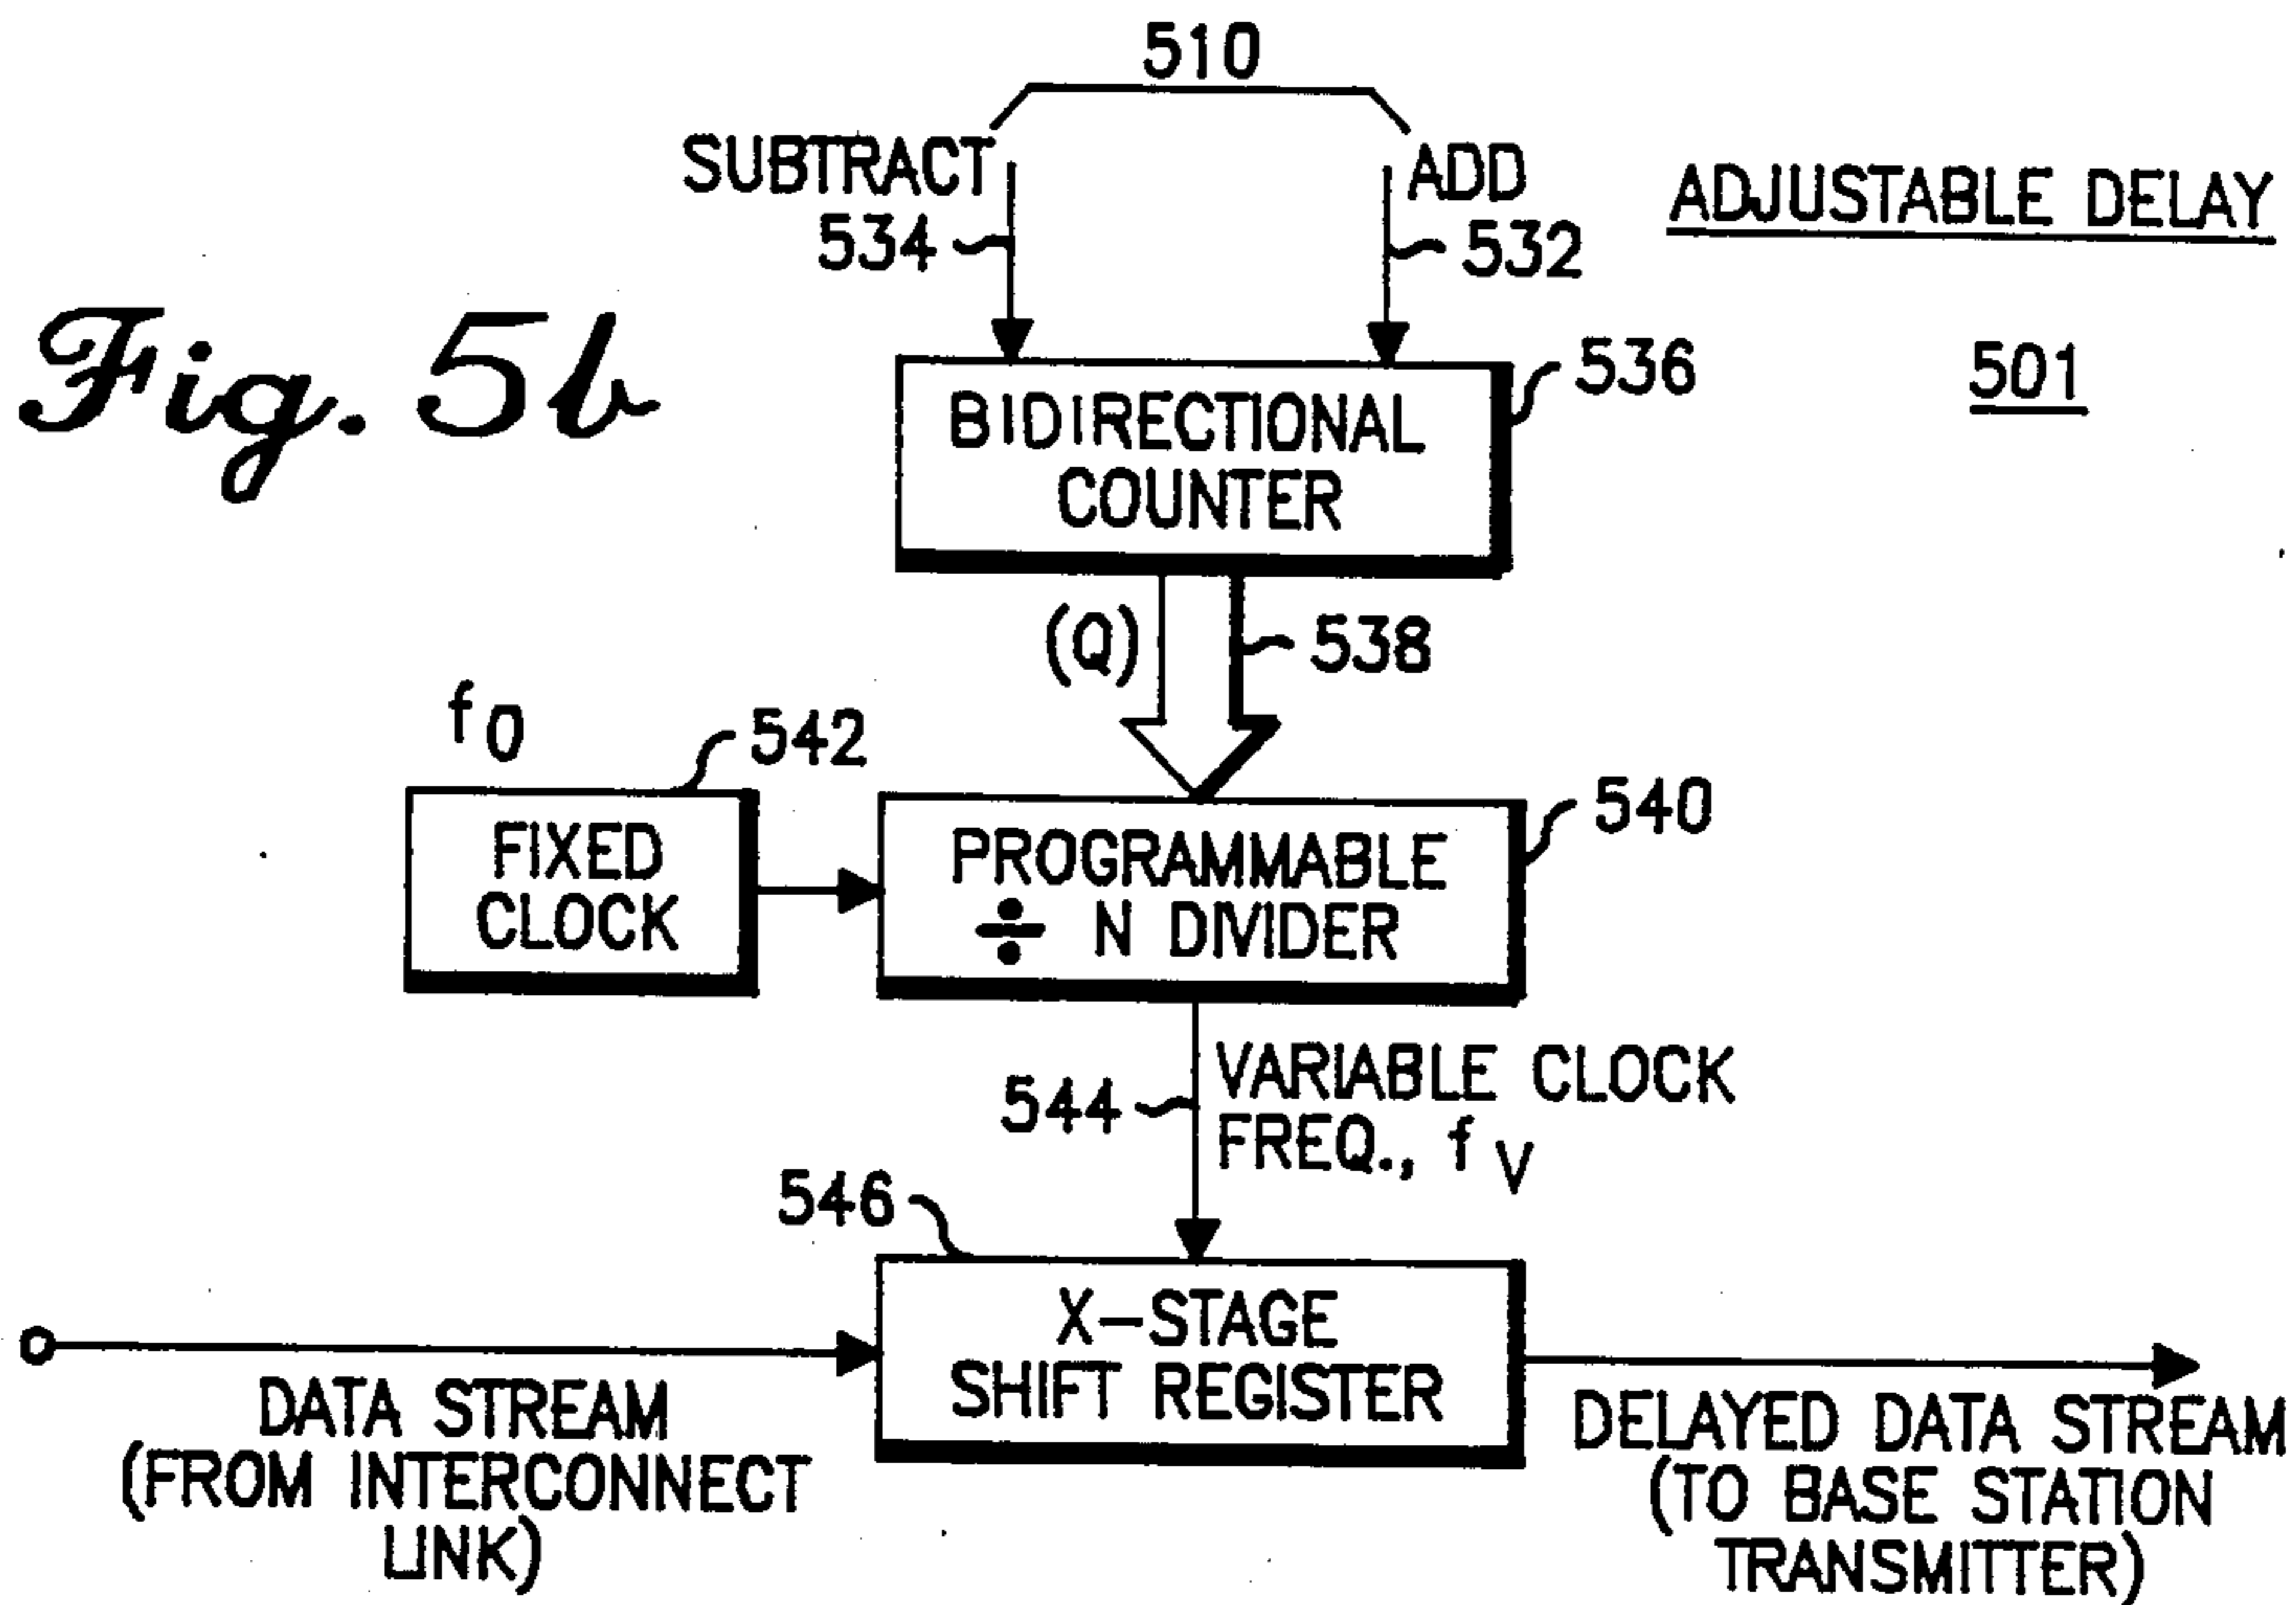 510
SUBTRACT
534
ADD
532
ADJUSTABLE DELAY
Fig. 5b
BIDIRECTIONAL
COUNTER
536
501
(Q)
538
f0
542
FIXED
CLOCK
PROGRAMMABLE
÷ N DIVIDER
540
544
VARIABLE CLOCK
FREQ., fV
546
X-STAGE
SHIFT REGISTER
DATA STREAM
(FROM INTERCONNECT
LINK)
DELAYED DATA STREAM
(TO BASE STATION
TRANSMITTER)